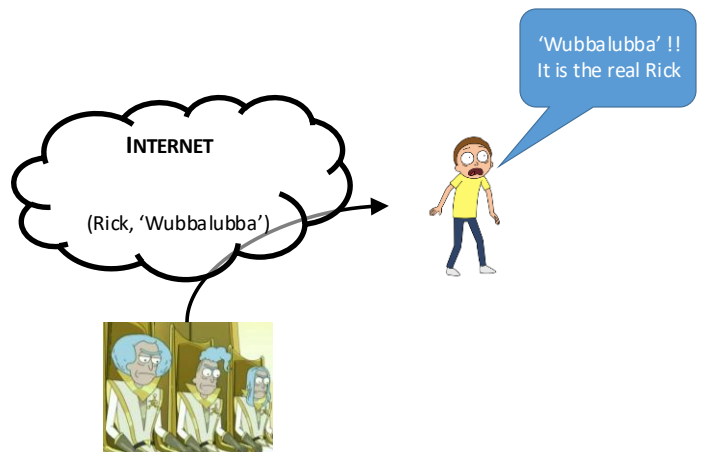 ‘Wubbalubba’ !!
It is the real Rick
INTERNET
(Rick, ‘Wubbalubba’)